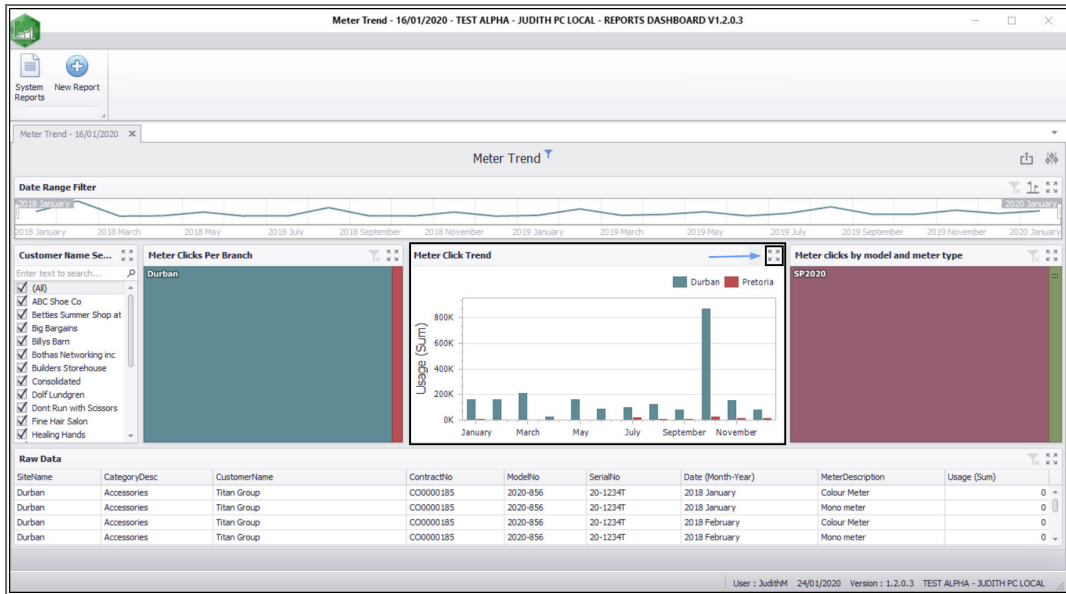 Meter Trend - 16/01/2020 - TEST ALPHA - JUDITH PC LOCAL - REPORTS DASHBOARD V1.2.0.3
System Reports
New Report
Meter Trend - 16/01/2020
Meter Trend
Date Range Filter
2018 January 2020 January
2018 January 2018 March 2018 May 2018 July 2018 September 2018 November 2019 January 2019 March 2019 May 2019 July 2019 September 2019 November 2020 January
Customer Name Se...
Enter text to search...
(All)
ABC Shoe Co
Betties Summer Shop at
Big Bargains
Billys Barn
Bothas Networking inc
Builders Storehouse
Consolidated
Dolf Lundgren
Dont Run with Scissors
Fine Hair Salon
Healing Hands
Meter Clicks Per Branch
Durban
Meter Click Trend
Durban Pretoria
Usage (Sum)
800K
600K
400K
200K
0K
January March May July September November
Meter clicks by model and meter type
SP2020
Raw Data
SiteName CategoryDesc CustomerName ContractNo ModelNo SerialNo Date (Month-Year) MeterDescription Usage (Sum)
Durban Accessories Titan Group CO0000185 2020-856 20-1234T 2018 January Colour Meter 0
Durban Accessories Titan Group CO0000185 2020-856 20-1234T 2018 January Mono meter 0
Durban Accessories Titan Group CO0000185 2020-856 20-1234T 2018 February Colour Meter 0
Durban Accessories Titan Group CO0000185 2020-856 20-1234T 2018 February Mono meter 0
User : JudithM 24/01/2020 Version : 1.2.0.3 TEST ALPHA - JUDITH PC LOCAL